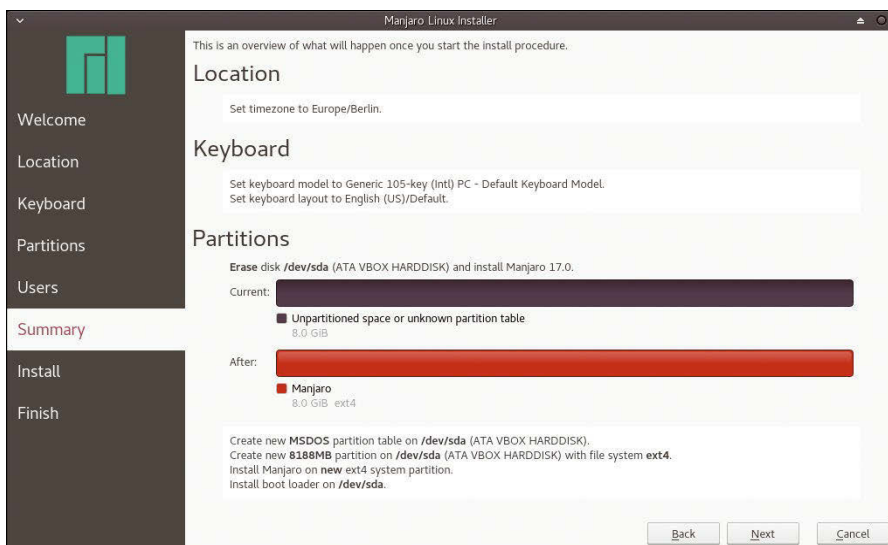 Manjaro Linux Installer
This is an overview of what will happen once you start the install procedure.
Location
Set timezone to Europe/Berlin.
Welcome
Location
Keyboard
Partitions
Users
Summary
Install
Finish
Keyboard
Set keyboard model to Generic 105-key (Intl) PC - Default Keyboard Model.
Set keyboard layout to English (US)/Default.
Partitions
Erase disk /dev/sda (ATA VBOX HARDDISK) and install Manjaro 17.0.
Current:
Unpartitioned space or unknown partition table
8.0 GiB
After:
Manjaro
8.0 GiB ext4
Create new MSDOS partition table on /dev/sda (ATA VBOX HARDDISK).
Create new 8188MB partition on /dev/sda (ATA VBOX HARDDISK) with file system ext4.
Install Manjaro on new ext4 system partition.
Install boot loader on /dev/sda.
Back Next Cancel